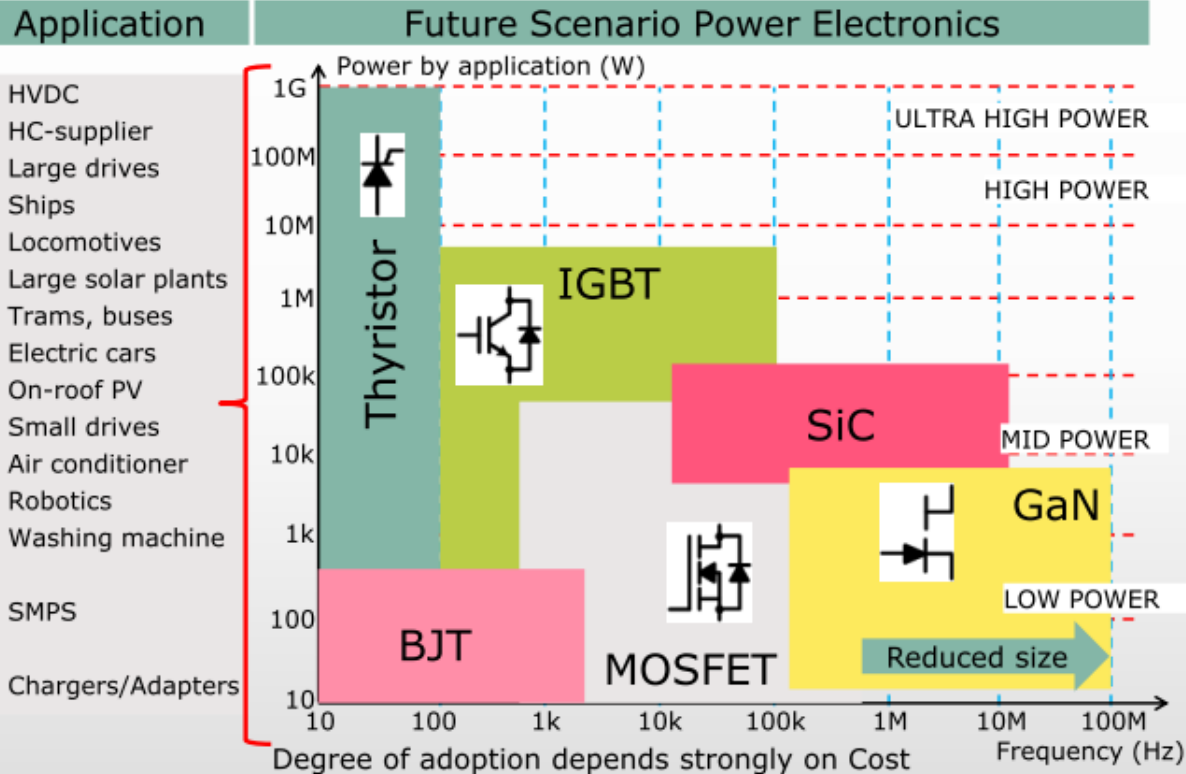 Application
Future Scenario Power Electronics
Power by application (W)
HVDC
HC-supplier
Large drives
Ships
Locomotives
Large solar plants
Trams, buses
Electric cars
On-roof PV
Small drives
Air conditioner
Robotics
Washing machine
SMPS
Chargers/Adapters
1G
100M
10M
1M
100k
10k
1k
100
10
ULTRA HIGH POWER
HIGH POWER
MID POWER
LOW POWER
Thyristor
IGBT
SiC
GaN
BJT
MOSFET
Reduced size
10 100 1k 10k 100k 1M 10M 100M
Frequency (Hz)
Degree of adoption depends strongly on Cost